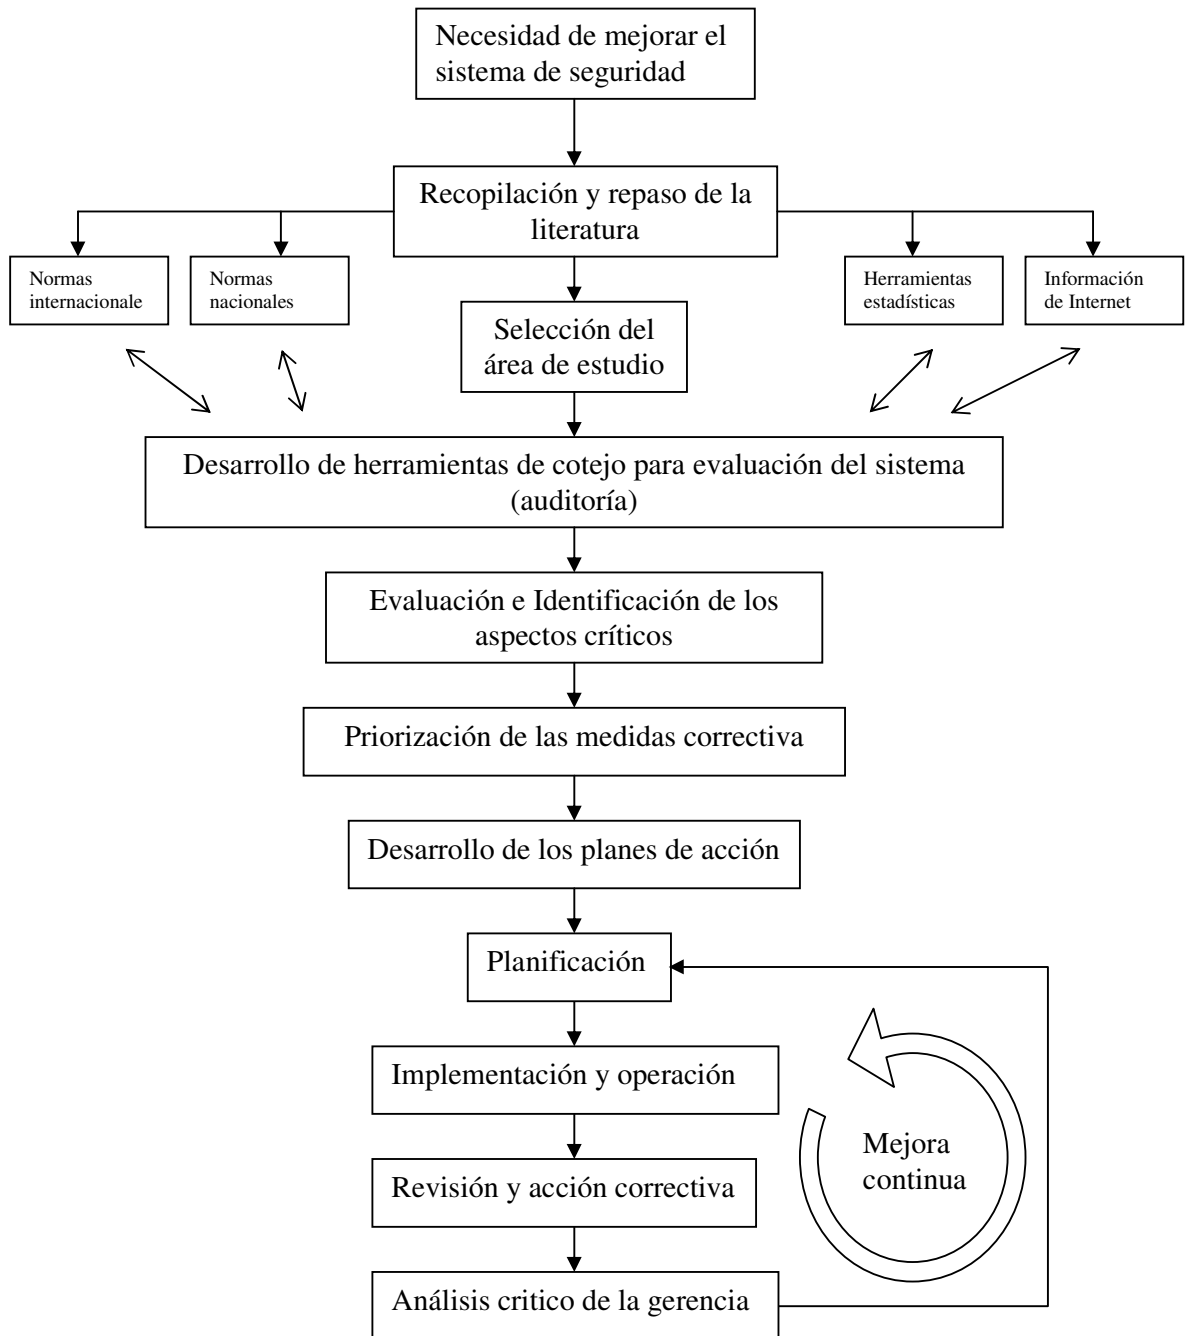 Necesidad de mejorar el
sistema de seguridad
Recopilación y repaso de la
literatura
Normas
internacionale
Normas
nacionales
Herramientas
estadísticas
Información
de Internet
Selección del
área de estudio
Desarrollo de herramientas de cotejo para evaluación del sistema
(auditoría)
Evaluación e Identificación de los
aspectos críticos
Priorización de las medidas correctiva
Desarrollo de los planes de acción
Planificación
Implementación y operación
Mejora
continua
Revisión y acción correctiva
Análisis critico de la gerencia